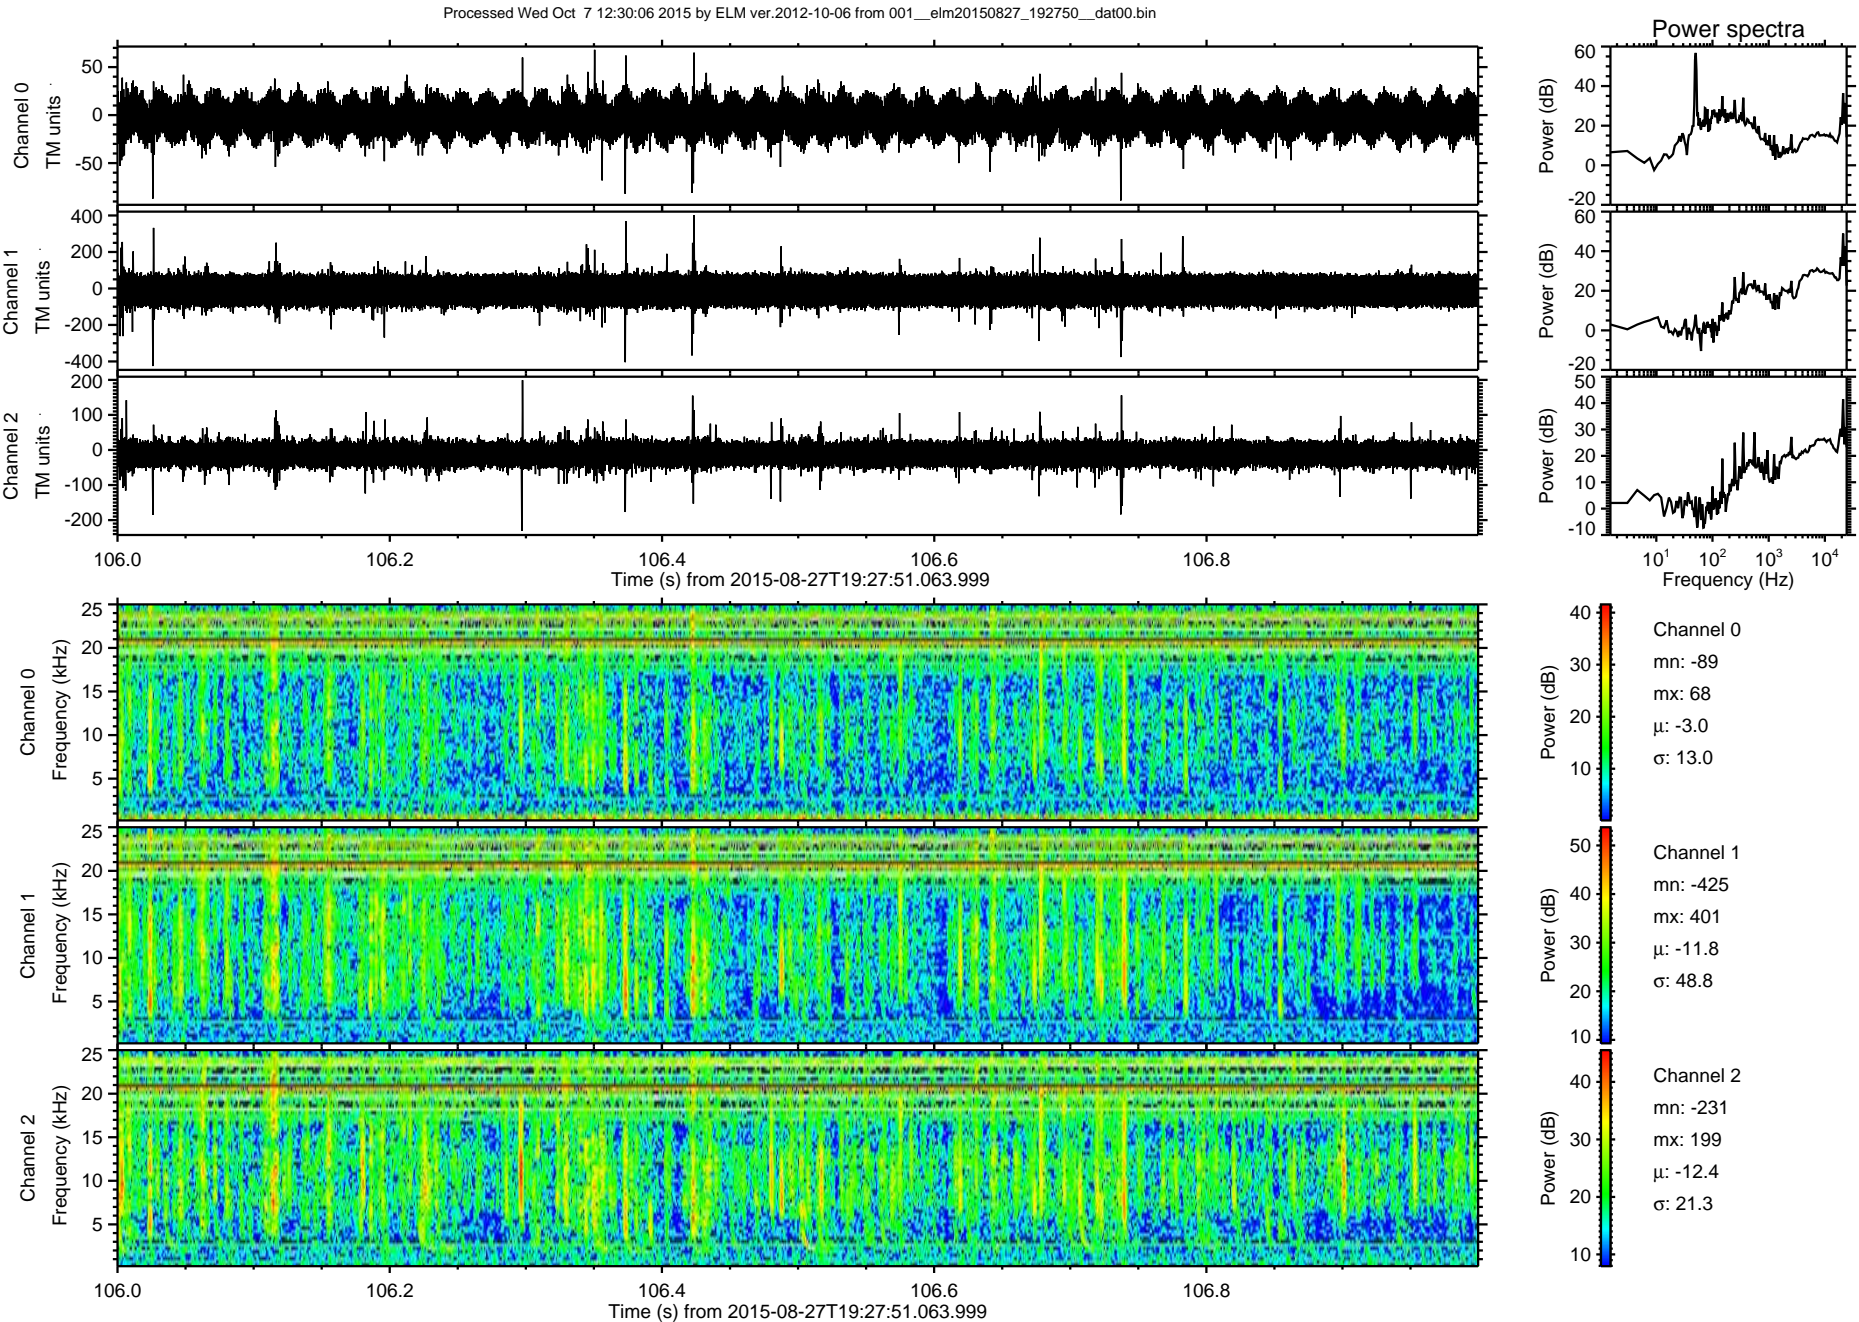 Processed Wed Oct  7 12:30:06 2015 by ELM ver.2012-10-06 from 001__elm20150827_192750__dat00.bin
Power spectra
Channel 0
TM units
50
0
-50
Power (dB)
60
40
20
0
-20
Channel 1
TM units
400
200
0
-200
-400
Power (dB)
60
40
20
0
-20
Channel 2
TM units
200
100
0
-100
-200
Power (dB)
50
40
30
20
10
0
-10
106.0 106.2 106.4 106.6 106.8
Time (s) from 2015-08-27T19:27:51.063.999
10¹ 10² 10³ 10⁴
Frequency (Hz)
Channel 0
Frequency (kHz)
25
20
15
10
5
Power (dB)
40
30
20
10
Channel 0
mn: -89
mx: 68
μ: -3.0
σ: 13.0
Channel 1
Frequency (kHz)
25
20
15
10
5
Power (dB)
50
40
30
20
10
Channel 1
mn: -425
mx: 401
μ: -11.8
σ: 48.8
Channel 2
Frequency (kHz)
25
20
15
10
5
Power (dB)
40
30
20
10
Channel 2
mn: -231
mx: 199
μ: -12.4
σ: 21.3
106.0 106.2 106.4 106.6 106.8
Time (s) from 2015-08-27T19:27:51.063.999